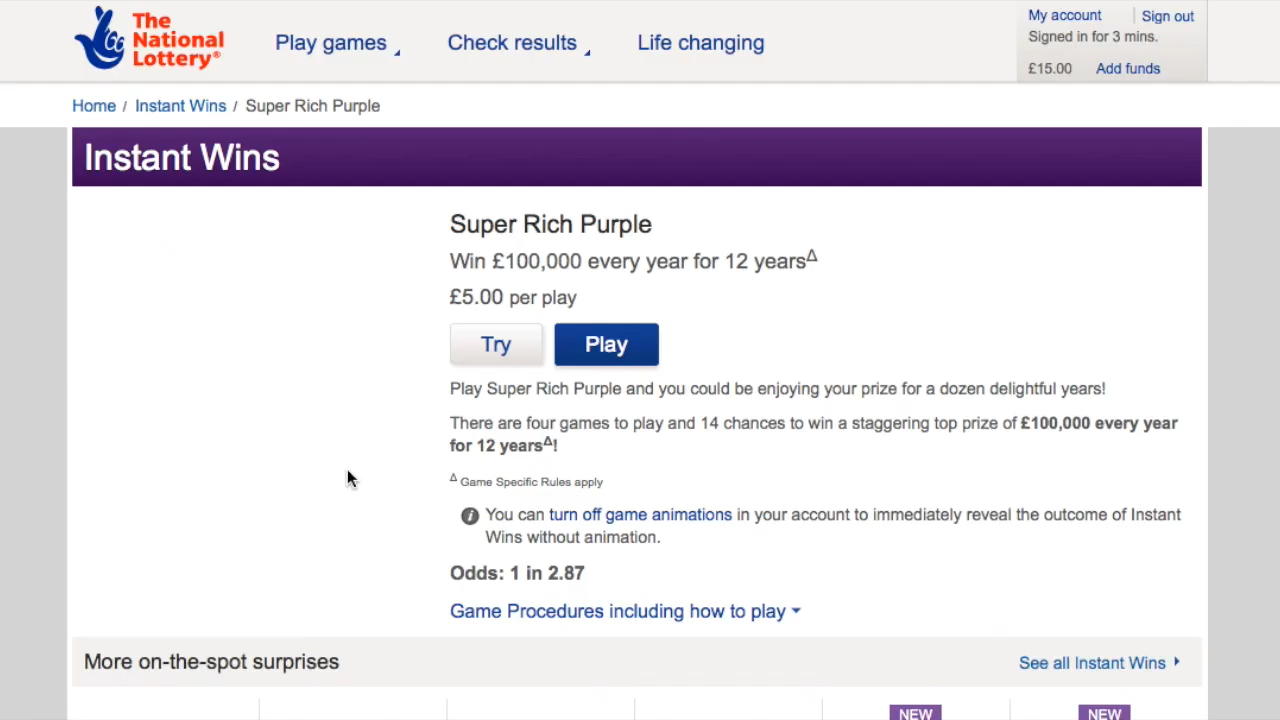 The
National
Lottery®
Play games
Check results
Life changing
My account
Sign out
Signed in for 3 mins.
£15.00
Add funds
Home / Instant Wins / Super Rich Purple
Instant Wins
Super Rich Purple
Win £100,000 every year for 12 years∆
£5.00 per play
Try
Play
Play Super Rich Purple and you could be enjoying your prize for a dozen delightful years!
There are four games to play and 14 chances to win a staggering top prize of £100,000 every year
for 12 years∆!
∆ Game Specific Rules apply
You can turn off game animations in your account to immediately reveal the outcome of Instant
Wins without animation.
Odds: 1 in 2.87
Game Procedures including how to play
More on-the-spot surprises
See all Instant Wins
NEW
NEW